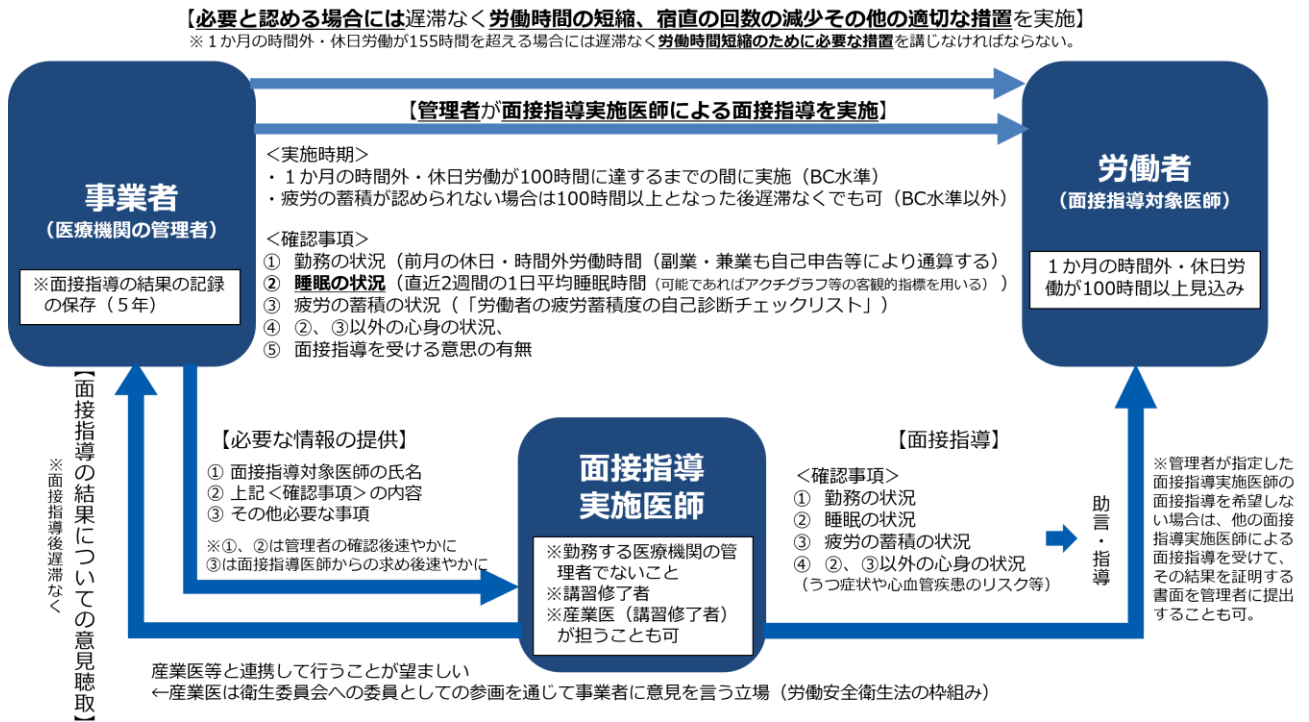 【必要と認める場合には遅滞なく労働時間の短縮、宿直の回数の減少その他の適切な措置を実施】
※１か月の時間外・休日労働が155時間を超える場合には遅滞なく労働時間短縮のために必要な措置を講じなければならない。
事業者
（医療機関の管理者）
※面接指導の結果の記録
の保存（５年）
【管理者が面接指導実施医師による面接指導を実施】
＜実施時期＞
・１か月の時間外・休日労働が100時間に達するまでの間に実施（BC水準）
・疲労の蓄積が認められない場合は100時間以上となった後遅滞なくでも可（BC水準以外）
＜確認事項＞
① 勤務の状況（前月の休日・時間外労働時間（副業・兼業も自己申告等により通算する）
② 睡眠の状況（直近2週間の1日平均睡眠時間（可能であればアクチグラフ等の客観的指標を用いる））
③ 疲労の蓄積の状況（「労働者の疲労蓄積度の自己診断チェックリスト」）
④ ②、③以外の心身の状況、
⑤ 面接指導を受ける意思の有無
労働者
（面接指導対象医師）
１か月の時間外・休日労
働が100時間以上見込み
【面接指導の結果についての意見聴取】
※面接指導後遅滞なく
【必要な情報の提供】
① 面接指導対象医師の氏名
② 上記＜確認事項＞の内容
③ その他必要な事項
※①、②は管理者の確認後速やかに
③は面接指導医師からの求め後速やかに
面接指導
実施医師
※勤務する医療機関の管
理者でないこと
※講習修了者
※産業医（講習修了者）
が担うことも可
【面接指導】
＜確認事項＞
① 勤務の状況
② 睡眠の状況
③ 疲労の蓄積の状況
④ ②、③以外の心身の状況
（うつ症状や心血管疾患のリスク等）
助言・指導
※管理者が指定した
面接指導実施医師の
面接指導を希望しな
い場合は、他の面接
指導実施医師による
面接指導を受けて、
その結果を証明する
書面を管理者に提出
することも可。
産業医等と連携して行うことが望ましい
←産業医は衛生委員会への委員としての参画を通じて事業者に意見を言う立場（労働安全衛生法の枠組み）